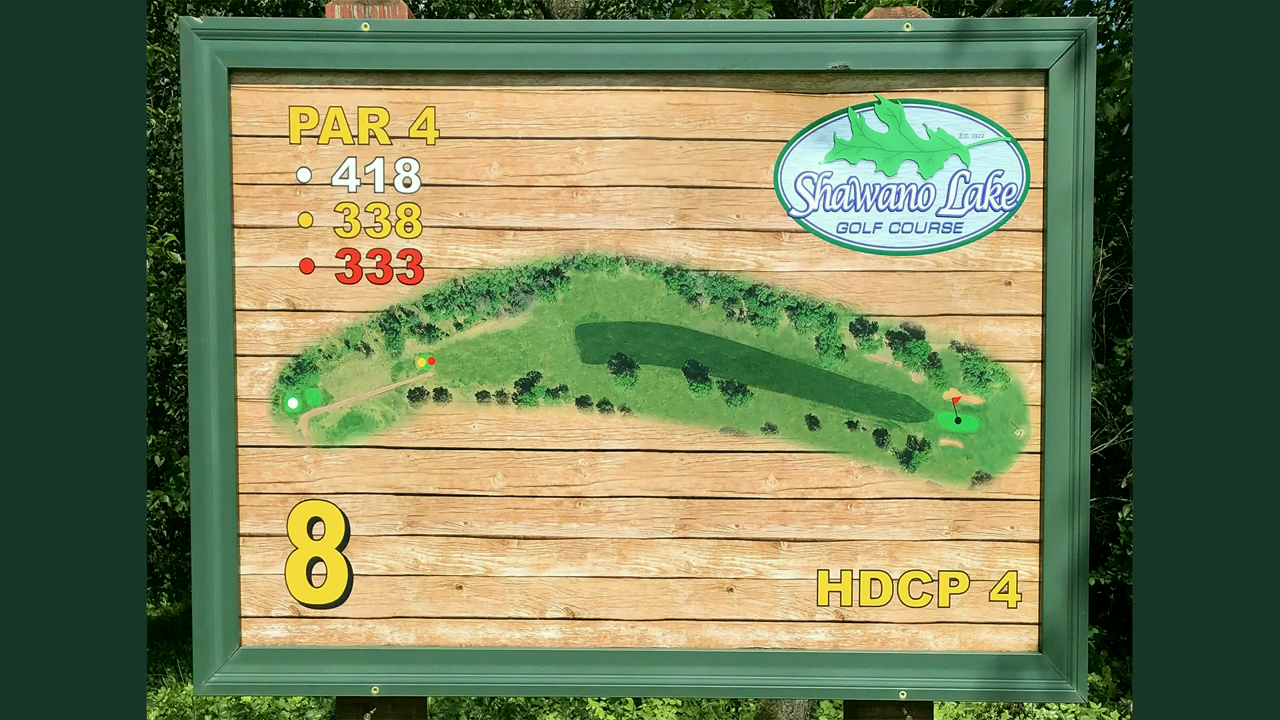 PAR 4
418
338
333
EST. 1922
Shawano Lake
GOLF COURSE
8
HDCP 4